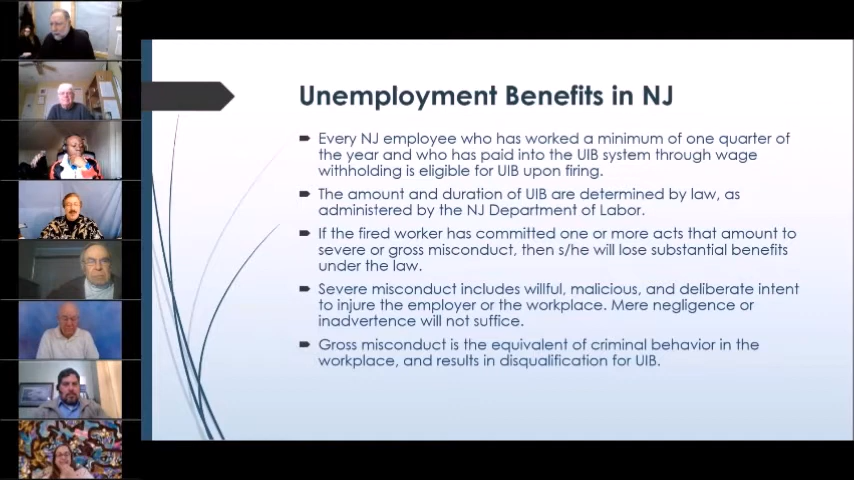 Unemployment Benefits in NJ
Every NJ employee who has worked a minimum of one quarter of
the year and who has paid into the UIB system through wage
withholding is eligible for UIB upon firing.
The amount and duration of UIB are determined by law, as
administered by the NJ Department of Labor.
If the fired worker has committed one or more acts that amount to
severe or gross misconduct, then s/he will lose substantial benefits
under the law.
Severe misconduct includes willful, malicious, and deliberate intent
to injure the employer or the workplace. Mere negligence or
inadvertence will not suffice.
Gross misconduct is the equivalent of criminal behavior in the
workplace, and results in disqualification for UIB.